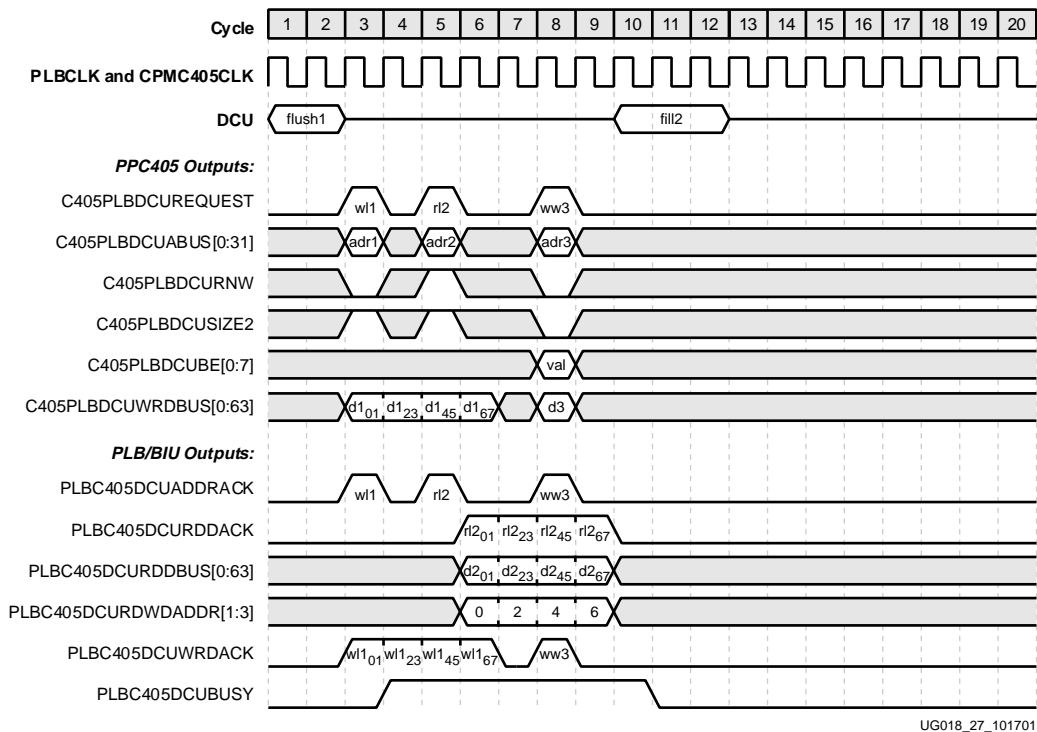 Cycle 1 2 3 4 5 6 7 8 9 10 11 12 13 14 15 16 17 18 19 20
PLBCLK and CPMC405CLK
DCU flush1 fill2
PPC405 Outputs:
C405PLBDCUREQUEST wl1 rl2 ww3
C405PLBDCUABUS[0:31] adr1 adr2 adr3
C405PLBDCURNW
C405PLBDCUSIZE2
C405PLBDCUBE[0:7] val
C405PLBDCUWRDBUS[0:63] d101 d123 d145 d167 d3
PLB/BIU Outputs:
PLBC405DCUADDRACK wl1 rl2 ww3
PLBC405DCURDDACK rl201 rl223 rl245 rl267
PLBC405DCURDDBUS[0:63] d201 d223 d245 d267
PLBC405DCURDWDADDR[1:3] 0 2 4 6
PLBC405DCUWRDACK wl101 wl123 wl145 wl167 ww3
PLBC405DCUBUSY
UG018_27_101701